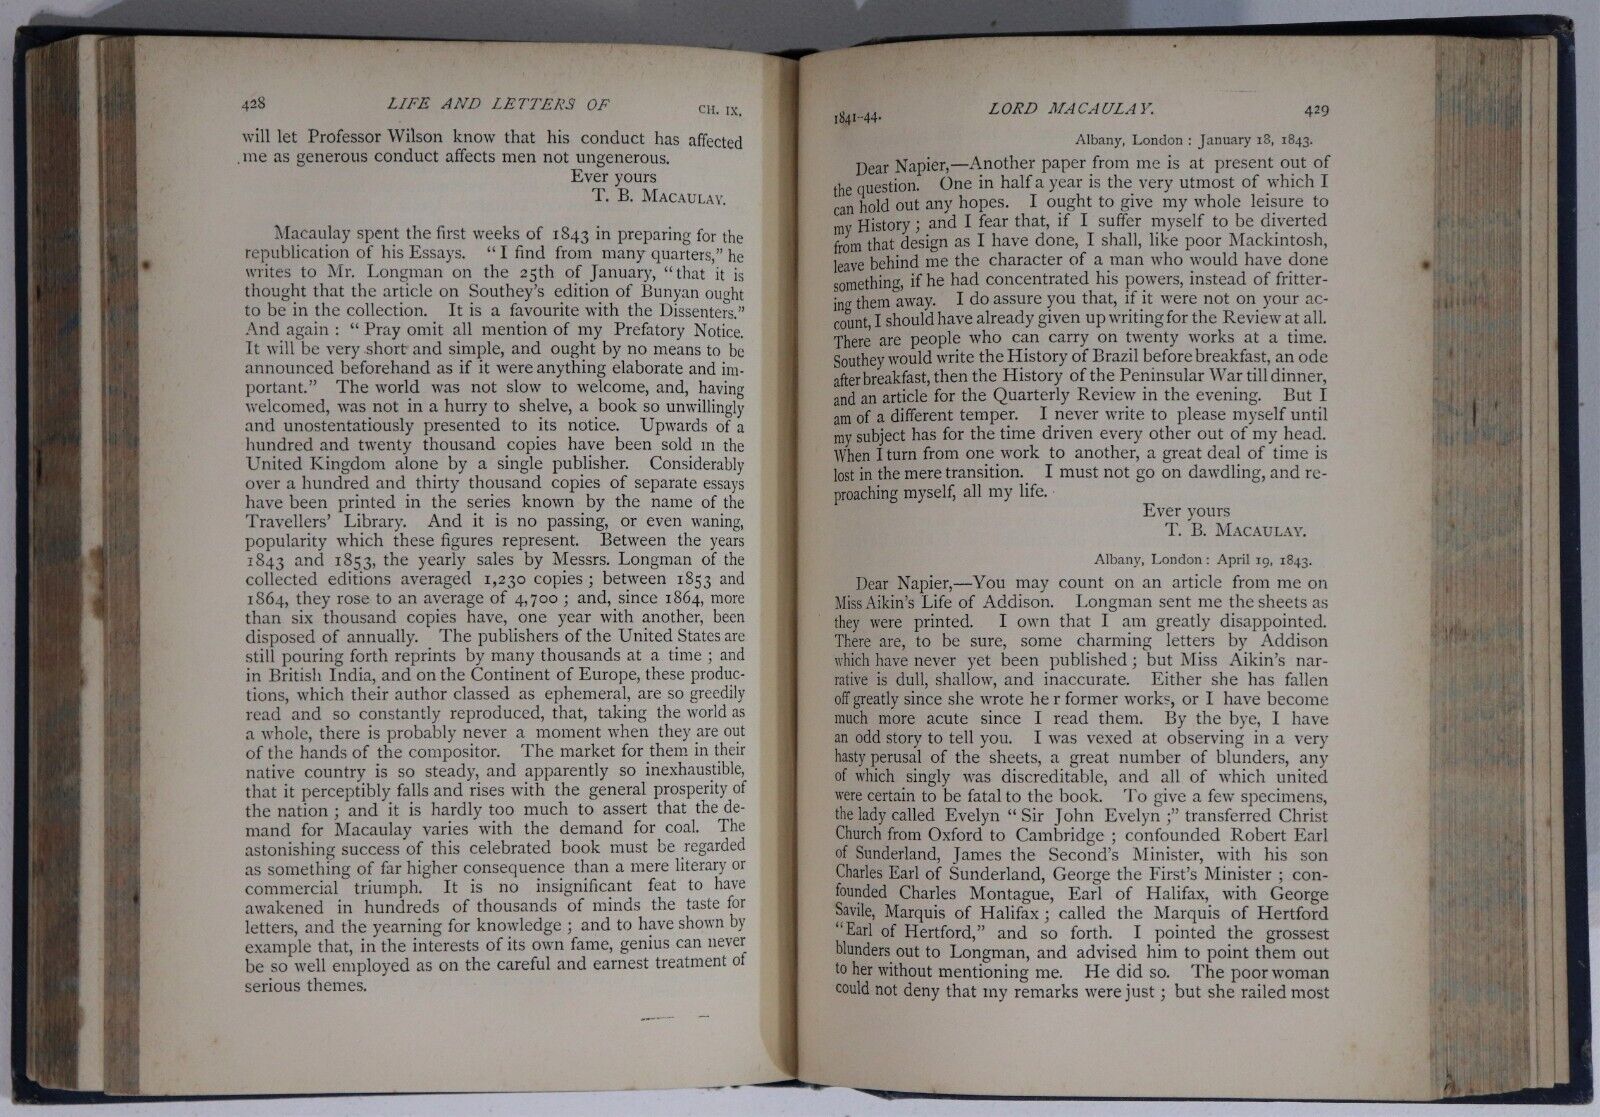 428 LIFE AND LETTERS OF CH. IX.
will let Professor Wilson know that his conduct has affected
me as generous conduct affects men not ungenerous.
Ever yours
T. B. MACAULAY.
Macaulay spent the first weeks of 1843 in preparing for the
republication of his Essays. “I find from many quarters,” he
writes to Mr. Longman on the 25th of January, “that it is
thought that the article on Southey’s edition of Bunyan ought
to be in the collection. It is a favourite with the Dissenters.”
And again : “ Pray omit all mention of my Prefatory Notice.
It will be very short and simple, and ought by no means to be
announced beforehand as if it were anything elaborate and im-
portant.” The world was not slow to welcome, and, having
welcomed, was not in a hurry to shelve, a book so unwillingly
and unostentatiously presented to its notice. Upwards of a
hundred and twenty thousand copies have been sold in the
United Kingdom alone by a single publisher. Considerably
over a hundred and thirty thousand copies of separate essays
have been printed in the series known by the name of the
Travellers’ Library. And it is no passing, or even waning,
popularity which these figures represent. Between the years
1843 and 1853, the yearly sales by Messrs. Longman of the
collected editions averaged 1,230 copies ; between 1853 and
1864, they rose to an average of 4,700 ; and, since 1864, more
than six thousand copies have, one year with another, been
disposed of annually. The publishers of the United States are
still pouring forth reprints by many thousands at a time ; and
in British India, and on the Continent of Europe, these produc-
tions, which their author classed as ephemeral, are so greedily
read and so constantly reproduced, that, taking the world as
a whole, there is probably never a moment when they are out
of the hands of the compositor. The market for them in their
native country is so steady, and apparently so inexhaustible,
that it perceptibly falls and rises with the general prosperity of
the nation ; and it is hardly too much to assert that the de-
mand for Macaulay varies with the demand for coal. The
astonishing success of this celebrated book must be regarded
as something of far higher consequence than a mere literary or
commercial triumph. It is no insignificant feat to have
awakened in hundreds of thousands of minds the taste for
letters, and the yearning for knowledge ; and to have shown by
example that, in the interests of its own fame, genius can never
be so well employed as on the careful and earnest treatment of
serious themes.
1841–44. LORD MACAULAY. 429
Albany, London : January 18, 1843.
Dear Napier,—Another paper from me is at present out of
the question. One in half a year is the very utmost of which I
can hold out any hopes. I ought to give my whole leisure to
my History ; and I fear that, if I suffer myself to be diverted
from that design as I have done, I shall, like poor Mackintosh,
leave behind me the character of a man who would have done
something, if he had concentrated his powers, instead of fritter-
ing them away. I do assure you that, if it were not on your ac-
count, I should have already given up writing for the Review at all.
There are people who can carry on twenty works at a time.
Southey would write the History of Brazil before breakfast, an ode
after breakfast, then the History of the Peninsular War till dinner,
and an article for the Quarterly Review in the evening. But I
am of a different temper. I never write to please myself until
my subject has for the time driven every other out of my head.
When I turn from one work to another, a great deal of time is
lost in the mere transition. I must not go on dawdling, and re-
proaching myself, all my life.
Ever yours
T. B. MACAULAY.
Albany, London : April 19, 1843.
Dear Napier,—You may count on an article from me on
Miss Aikin’s Life of Addison. Longman sent me the sheets as
they were printed. I own that I am greatly disappointed.
There are, to be sure, some charming letters by Addison
which have never yet been published ; but Miss Aikin’s nar-
rative is dull, shallow, and inaccurate. Either she has fallen
off greatly since she wrote he r former works, or I have become
much more acute since I read them. By the bye, I have
an odd story to tell you. I was vexed at observing in a very
hasty perusal of the sheets, a great number of blunders, any
of which singly was discreditable, and all of which united
were certain to be fatal to the book. To give a few specimens,
the lady called Evelyn “ Sir John Evelyn ;” transferred Christ
Church from Oxford to Cambridge ; confounded Robert Earl
of Sunderland, James the Second’s Minister, with his son
Charles Earl of Sunderland, George the First’s Minister ; con-
founded Charles Montague, Earl of Halifax, with George
Savile, Marquis of Halifax ; called the Marquis of Hertford
“Earl of Hertford,” and so forth. I pointed the grossest
blunders out to Longman, and advised him to point them out
to her without mentioning me. He did so. The poor woman
could not deny that my remarks were just ; but she railed most